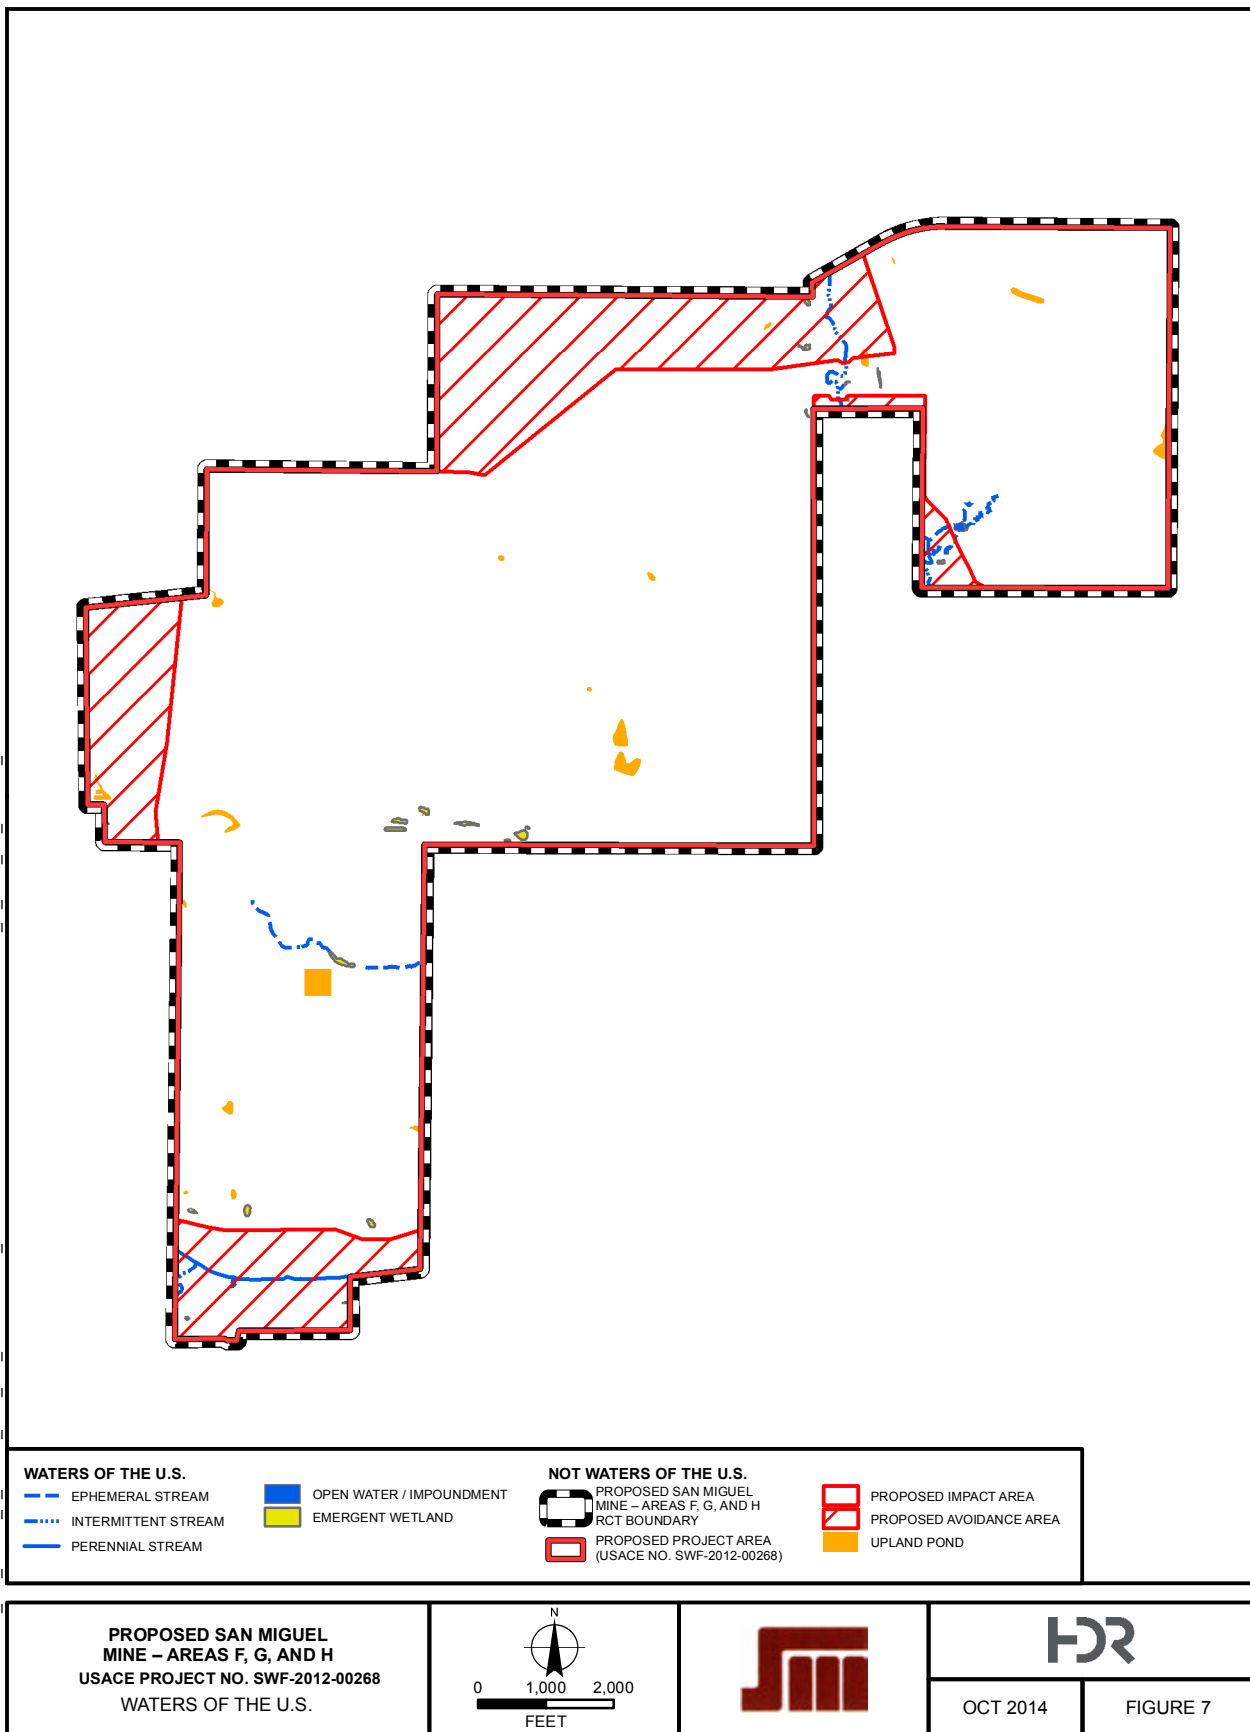 WATERS OF THE U.S.
EPHEMERAL STREAM
INTERMITTENT STREAM
PERENNIAL STREAM
OPEN WATER / IMPOUNDMENT
EMERGENT WETLAND
NOT WATERS OF THE U.S.
PROPOSED SAN MIGUEL
MINE – AREAS F, G, AND H
RCT BOUNDARY
PROPOSED PROJECT AREA
(USACE NO. SWF-2012-00268)
PROPOSED IMPACT AREA
PROPOSED AVOIDANCE AREA
UPLAND POND
PROPOSED SAN MIGUEL
MINE – AREAS F, G, AND H
USACE PROJECT NO. SWF-2012-00268
WATERS OF THE U.S.
N
0 1,000 2,000
FEET
SM
HDR
OCT 2014
FIGURE 7